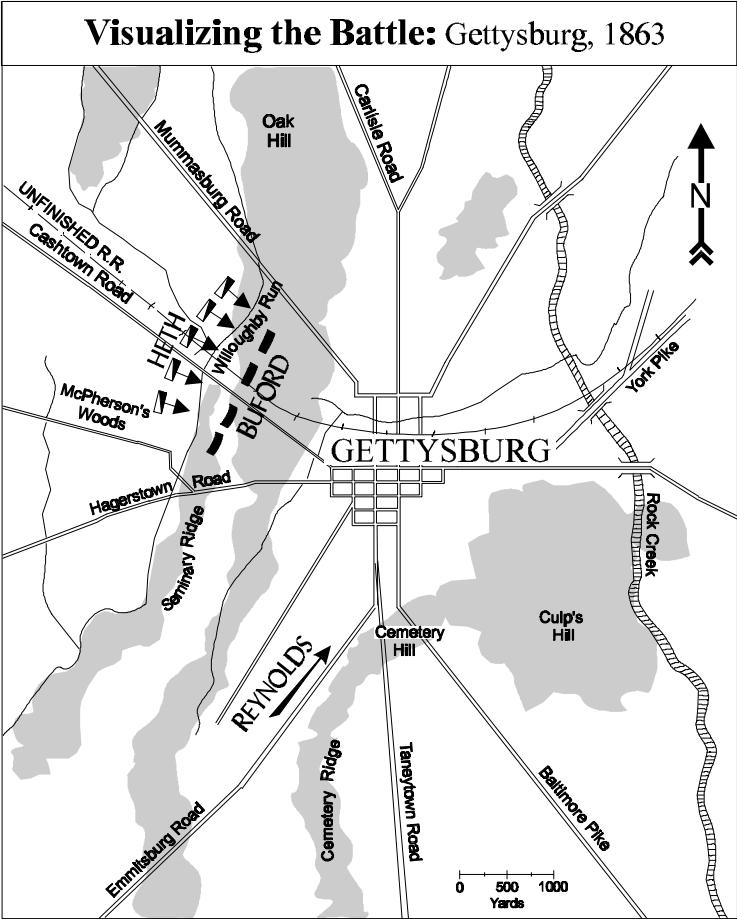 Visualizing the Battle: Gettysburg, 1863
Oak
Hill
Carlisle Road
Mummasburg Road
N
UNFINISHED R.R.
Cashtown Road
Willoughby Run
HETH
BUFORD
York Pike
McPherson's
Woods
GETTYSBURG
Hagerstown Road
Rock Creek
Seminary Ridge
Culp's
Hill
Cemetery
Hill
REYNOLDS
Cemetery Ridge
Taneytown Road
Baltimore Pike
Emmitsburg Road
0 500 1000
Yards